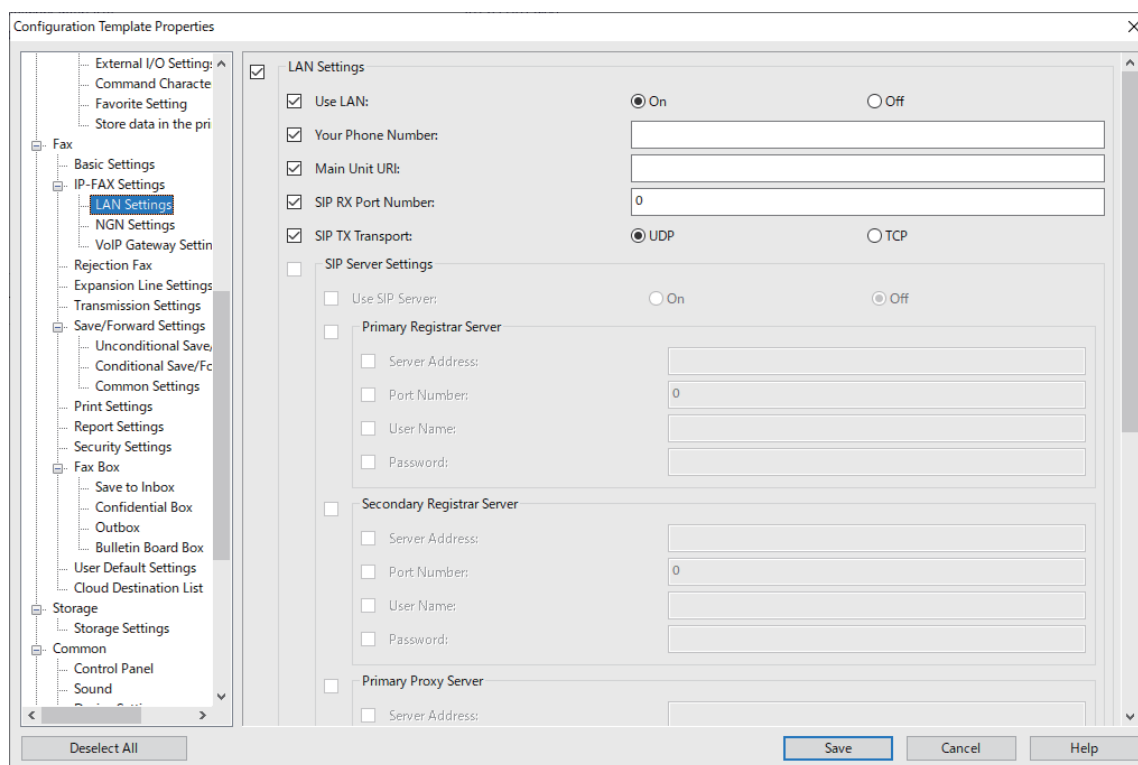 Configuration Template Properties
External I/O Setting
Command Characte
Favorite Setting
Store data in the pri
Fax
Basic Settings
IP-FAX Settings
LAN Settings
NGN Settings
VoIP Gateway Settin
Rejection Fax
Expansion Line Settings
Transmission Settings
Save/Forward Settings
Unconditional Save/
Conditional Save/Fo
Common Settings
Print Settings
Report Settings
Security Settings
Fax Box
Save to Inbox
Confidential Box
Outbox
Bulletin Board Box
User Default Settings
Cloud Destination List
Storage
Storage Settings
Common
Control Panel
Sound
LAN Settings
Use LAN: On Off
Your Phone Number:
Main Unit URI:
SIP RX Port Number: 0
SIP TX Transport: UDP TCP
SIP Server Settings
Use SIP Server: On Off
Primary Registrar Server
Server Address:
Port Number: 0
User Name:
Password:
Secondary Registrar Server
Server Address:
Port Number: 0
User Name:
Password:
Primary Proxy Server
Server Address:
Deselect All Save Cancel Help